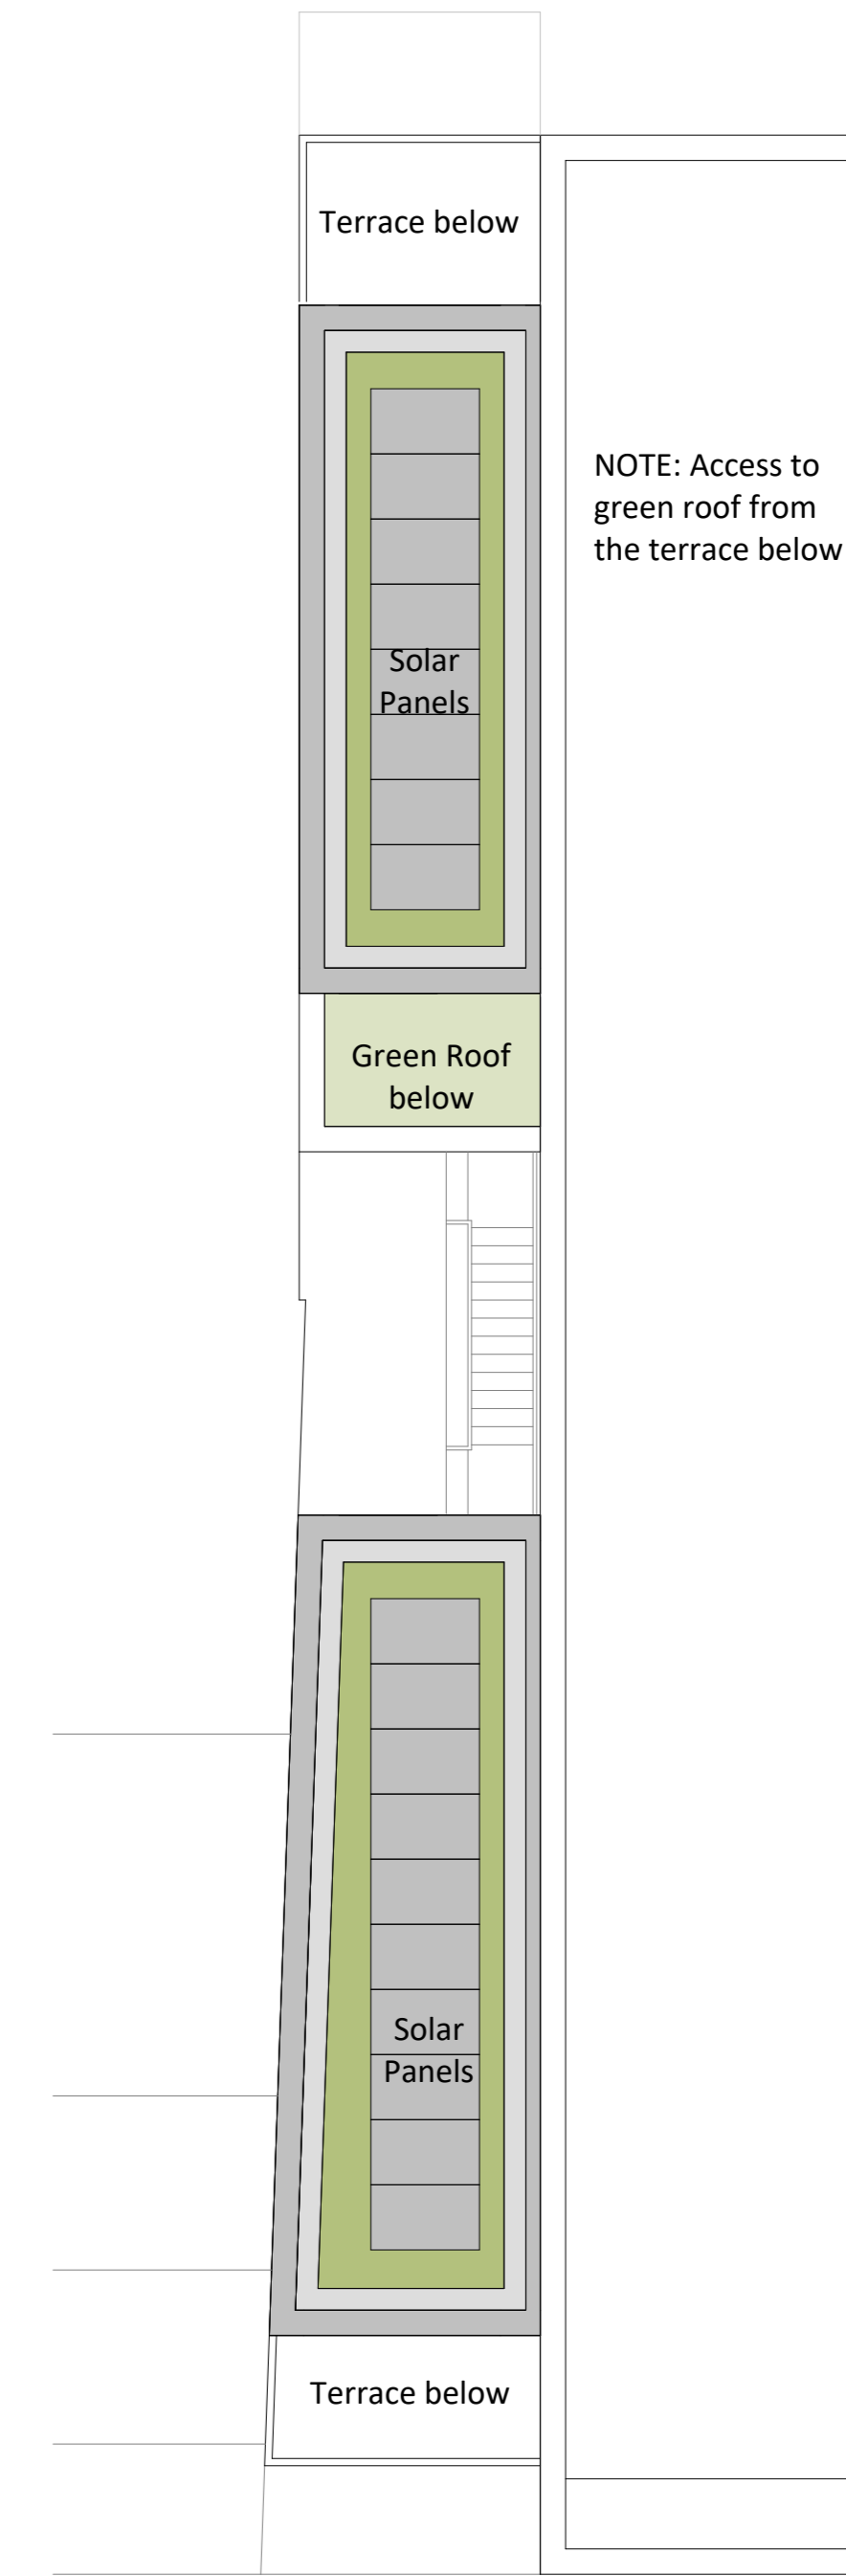 Terrace below
NOTE: Access to
green roof from
the terrace below
Solar
Panels
Green Roof
below
Solar
Panels
Terrace below